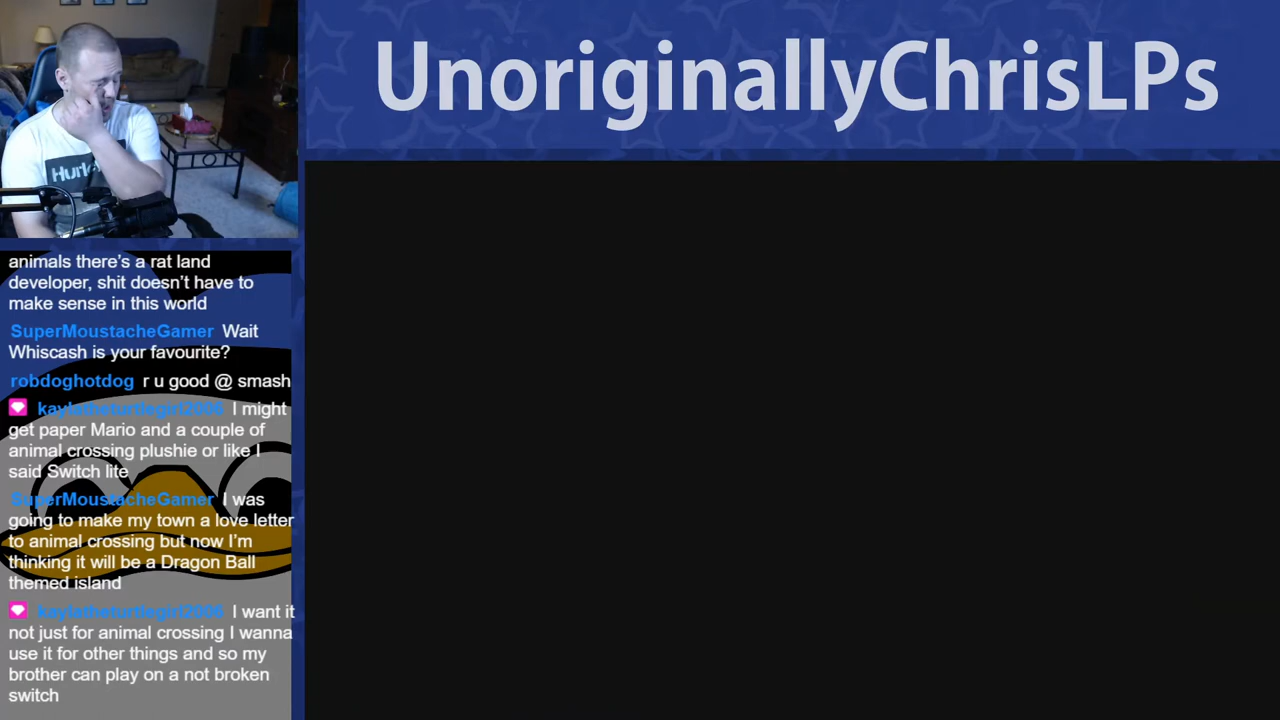 UnoriginallyChrisLPs
Hurley
animals there's a rat land
developer, shit doesn't have to
make sense in this world
SuperMoustacheGamer Wait
Whiscash is your favourite?
robdoghotdog r u good @ smash
kaylatheturtlegirl2006 I might
get paper Mario and a couple of
animal crossing plushie or like I
said Switch lite
SuperMoustacheGamer I was
going to make my town a love letter
to animal crossing but now I'm
thinking it will be a Dragon Ball
themed island
kaylatheturtlegirl2006 I want it
not just for animal crossing I wanna
use it for other things and so my
brother can play on a not broken
switch